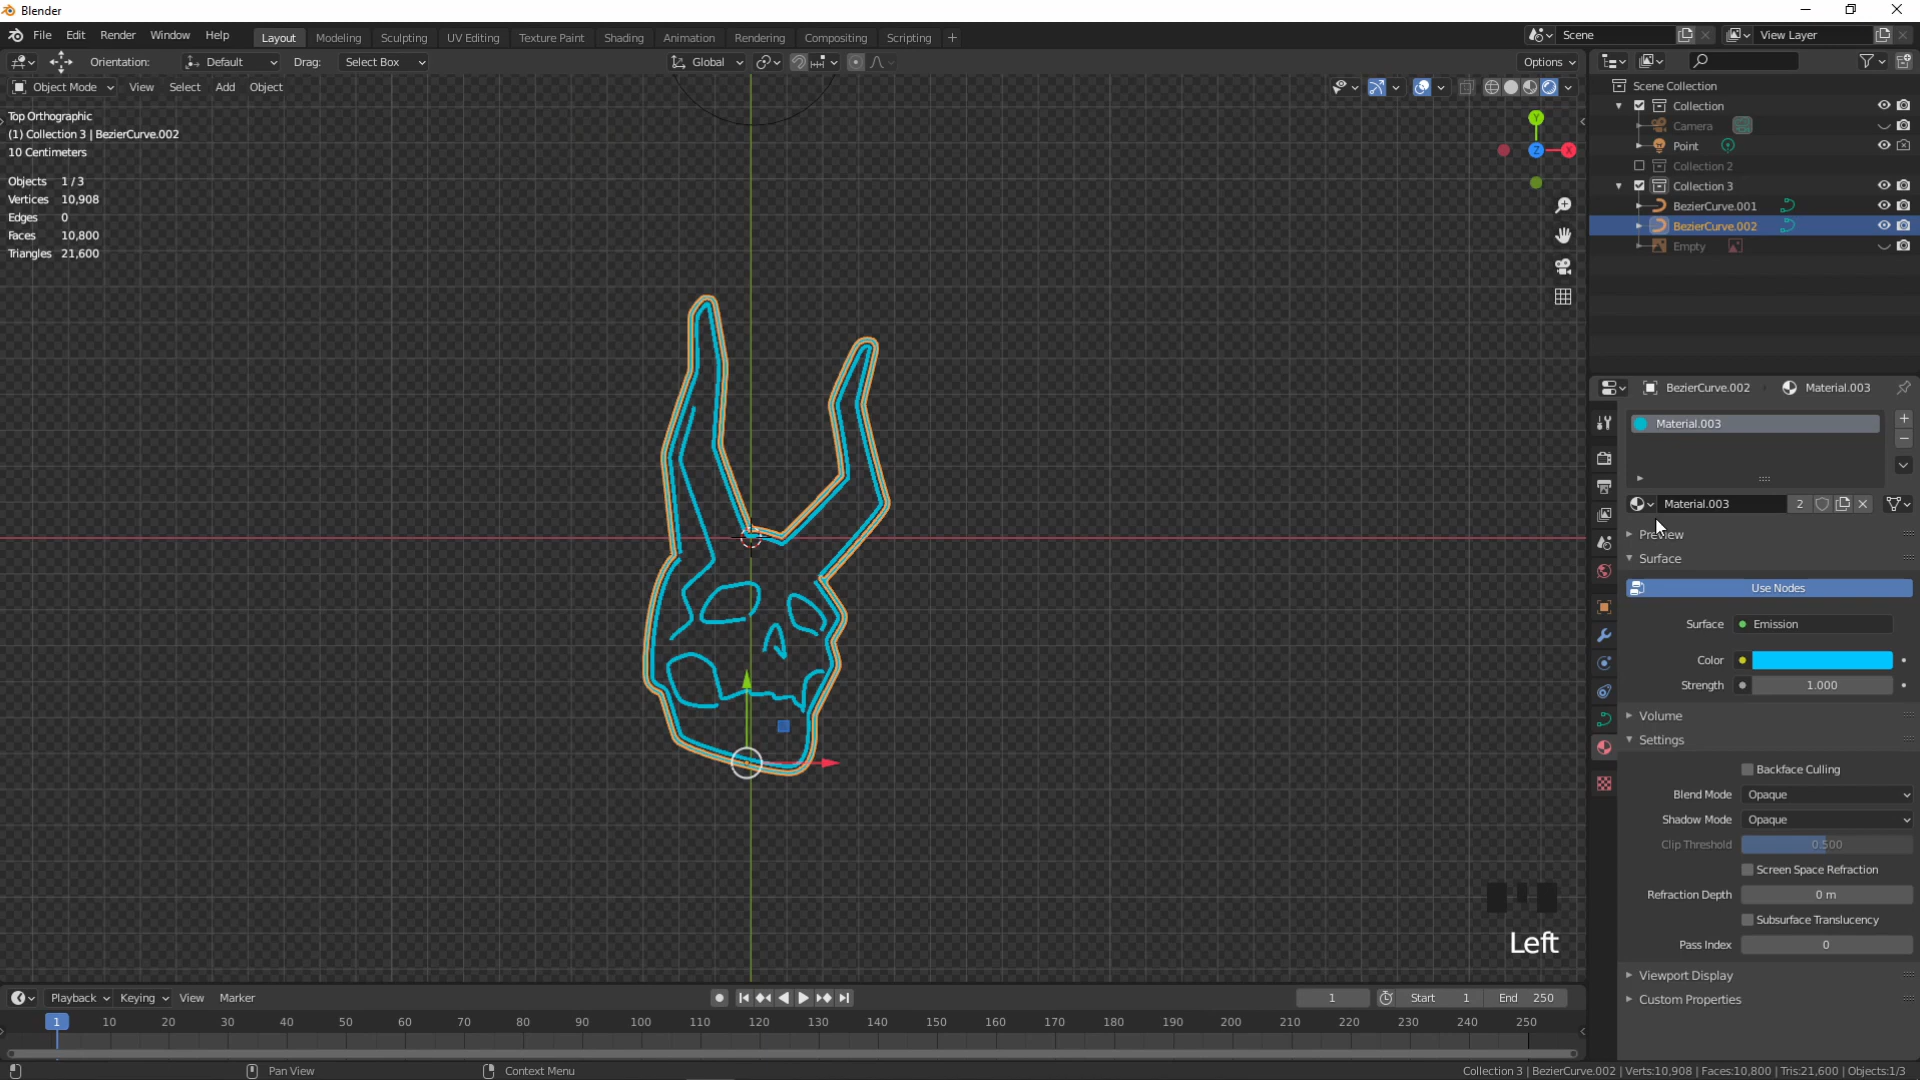 Blender
File Edit Render Window Help Layout Modeling Sculpting UV Editing Texture Paint Shading Animation Rendering Compositing Scripting + Scene View Layer
Orientation: Default Drag: Select Box Global Options
Object Mode View Select Add Object
Top Orthographic
(1) Collection 3 | BezierCurve.002
10 Centimeters
Objects 1/3
Vertices 10,908
Edges 0
Faces 10,800
Triangles 21,600
Y
Z X
Scene Collection
Collection
Camera
Point
Collection 2
Collection 3
BezierCurve.001
BezierCurve.002
Empty
BezierCurve.002 Material.003
Material.003
Material.003 2
Preview
Surface
Use Nodes
Surface Emission
Color
Strength 1.000
Volume
Settings
Backface Culling
Blend Mode Opaque
Shadow Mode Opaque
Clip Threshold 0.500
Screen Space Refraction
Refraction Depth 0 m
Subsurface Translucency
Pass Index 0
Viewport Display
Custom Properties
Left
Playback Keying View Marker 1 Start 1 End 250
1 10 20 30 40 50 60 70 80 90 100 110 120 130 140 150 160 170 180 190 200 210 220 230 240 250
Pan View Context Menu Collection 3 | BezierCurve.002 | Verts:10,908 | Faces:10,800 | Tris:21,600 | Objects:1/3